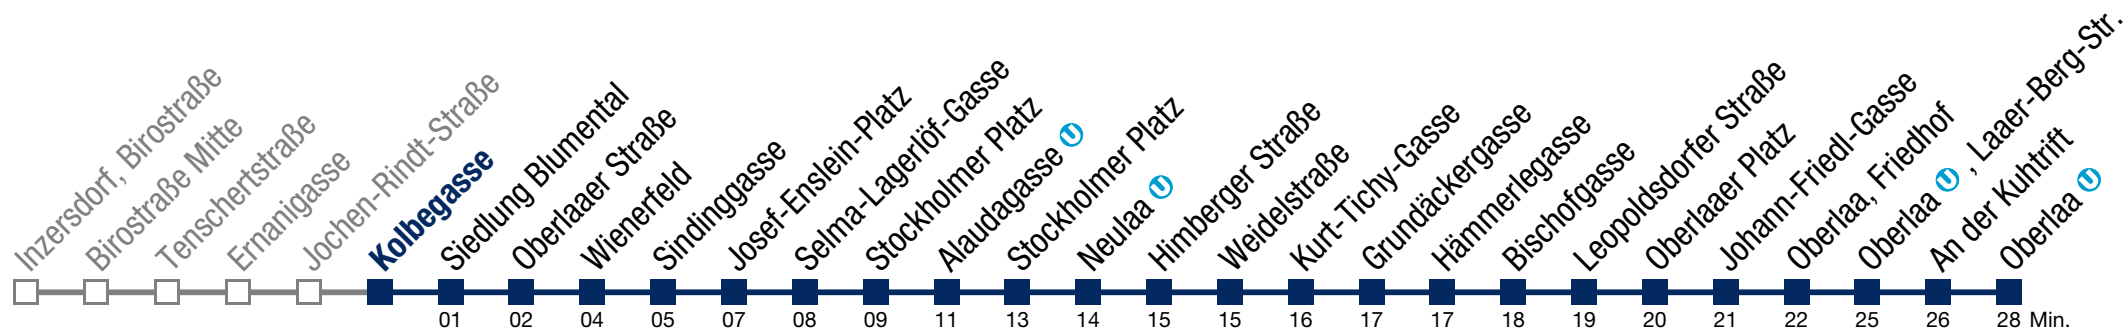 Inzersdorf, Birostraße
Birostraße Mitte
Tenschertstraße
Ernanigasse
Jochen-Rindt-Straße
Kolbegasse
Siedlung Blumental
Oberlaaer Straße
Wienerfeld
Sindinggasse
Josef-Enslein-Platz
Selma-Lagerlöf-Gasse
Stockholmer Platz
Alaudagasse U
Stockholmer Platz
Neulaa U
Himberger Straße
Weidelstraße
Kurt-Tichy-Gasse
Grundäckergasse
Hämmerlegasse
Bischofgasse
Leopoldsdorfer Straße
Oberlaaer Platz
Johann-Friedl-Gasse
Oberlaa, Friedhof
Oberlaa U , Laaer-Berg-Str.
An der Kuhtrift
Oberlaa U
01 02 04 05 07 08 09 11 13 14 15 15 16 17 17 18 19 20 21 22 25 26 28 Min.